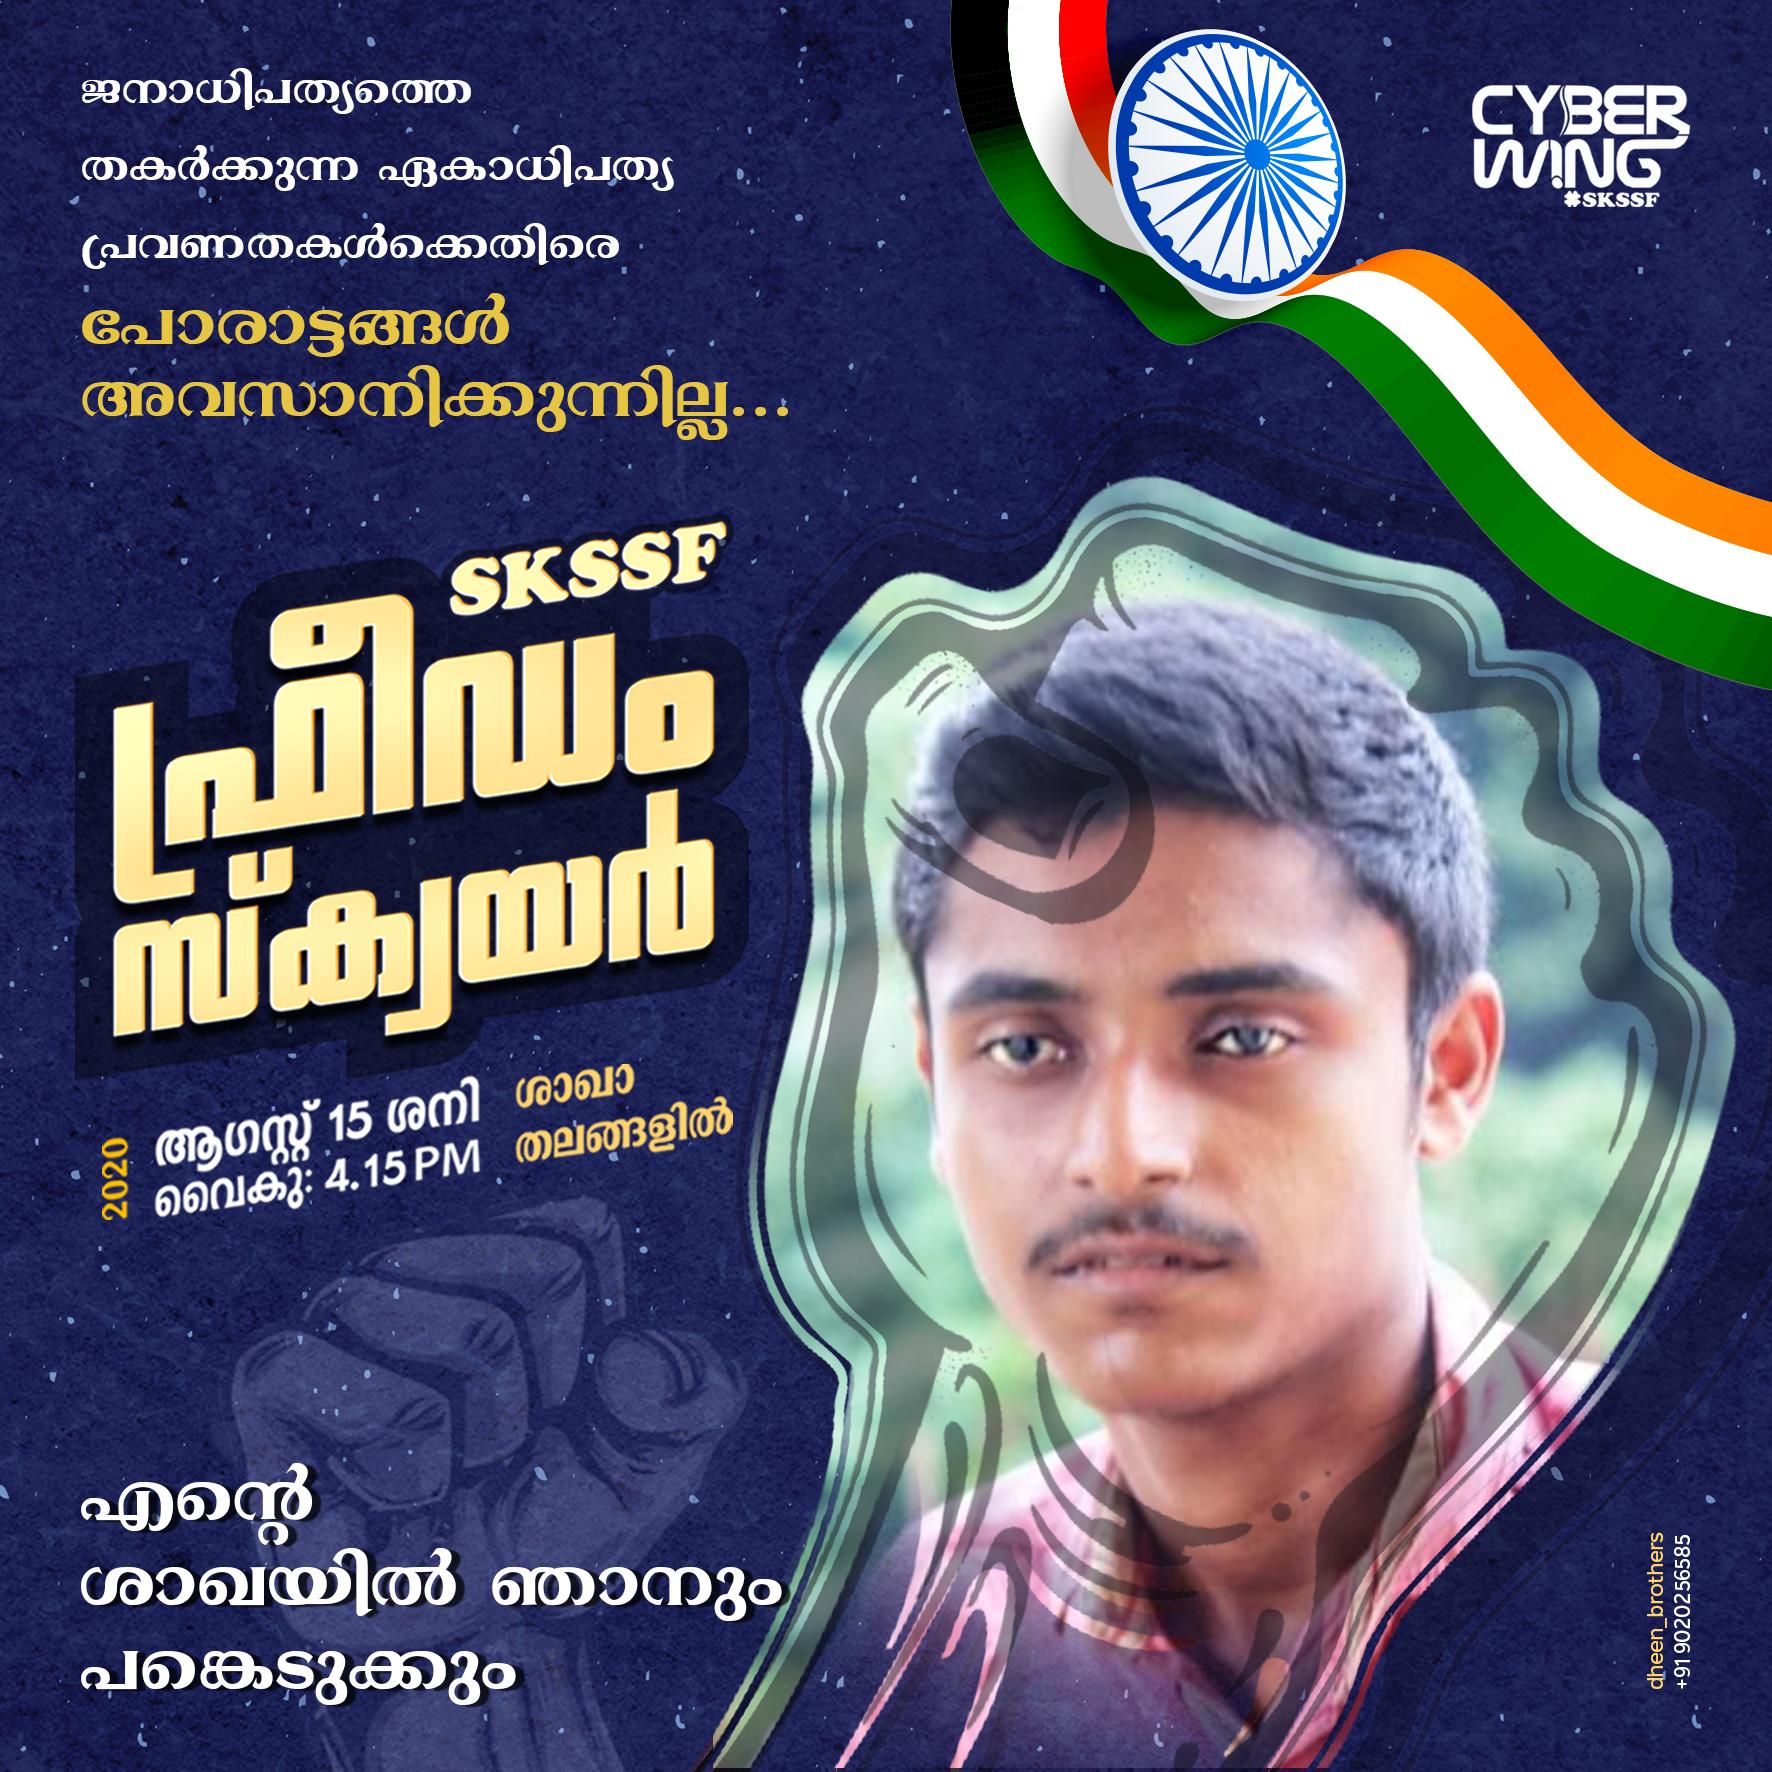 ജനാധിപത്യത്തെ
തകർക്കുന്ന ഏകാധിപത്യ
പ്രവണതകൾക്കെതിരെ
പോരാട്ടങ്ങൾ
അവസാനിക്കുന്നില്ല...
CYBER
WING
#SKSSF
SKSSF
ഫ്രീഡം
സ്ക്വയർ
2020
ആഗസ്റ്റ് 15 ശനി
വൈകു: 4.15 PM
ശാഖാ
തലങ്ങളിൽ
എന്റെ
ശാഖയിൽ ഞാനും
പങ്കെടുക്കും
dheen_brothers
+91 9020256585